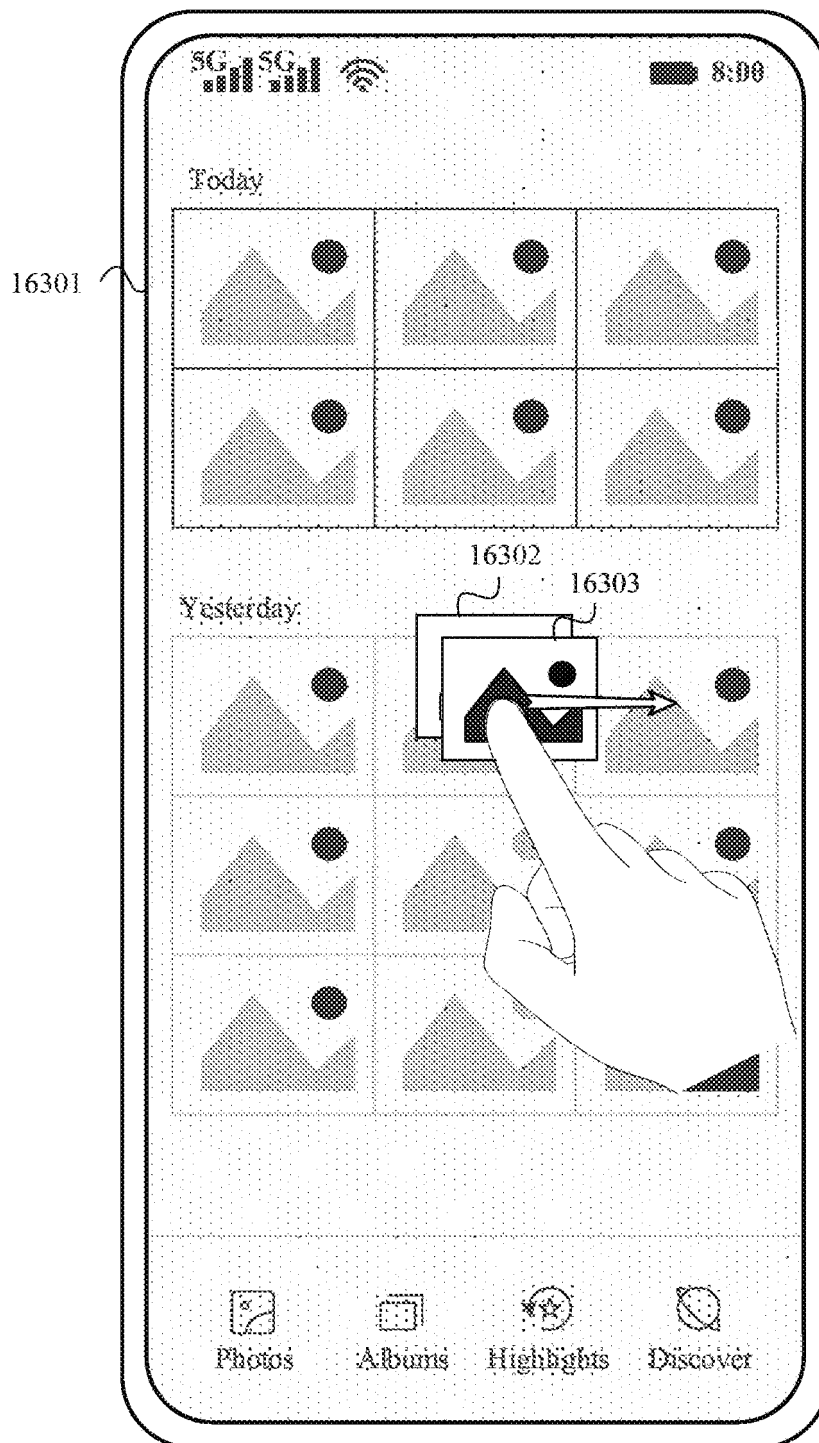 5G 5G 8:00
Today
16301
16302
16303
Yesterday
Photos Albums Highlights Discover